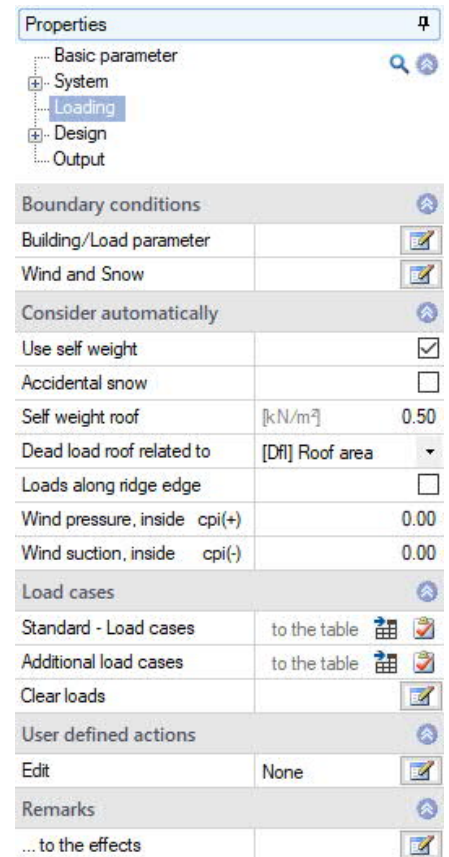 Properties
Basic parameter
System
Loading
Design
Output
Boundary conditions
Building/Load parameter
Wind and Snow
Consider automatically
Use self weight
Accidental snow
Self weight roof [kN/m²] 0.50
Dead load roof related to [Dfl] Roof area
Loads along ridge edge
Wind pressure, inside cpi(+) 0.00
Wind suction, inside cpi(-) 0.00
Load cases
Standard - Load cases to the table
Additional load cases to the table
Clear loads
User defined actions
Edit None
Remarks
... to the effects